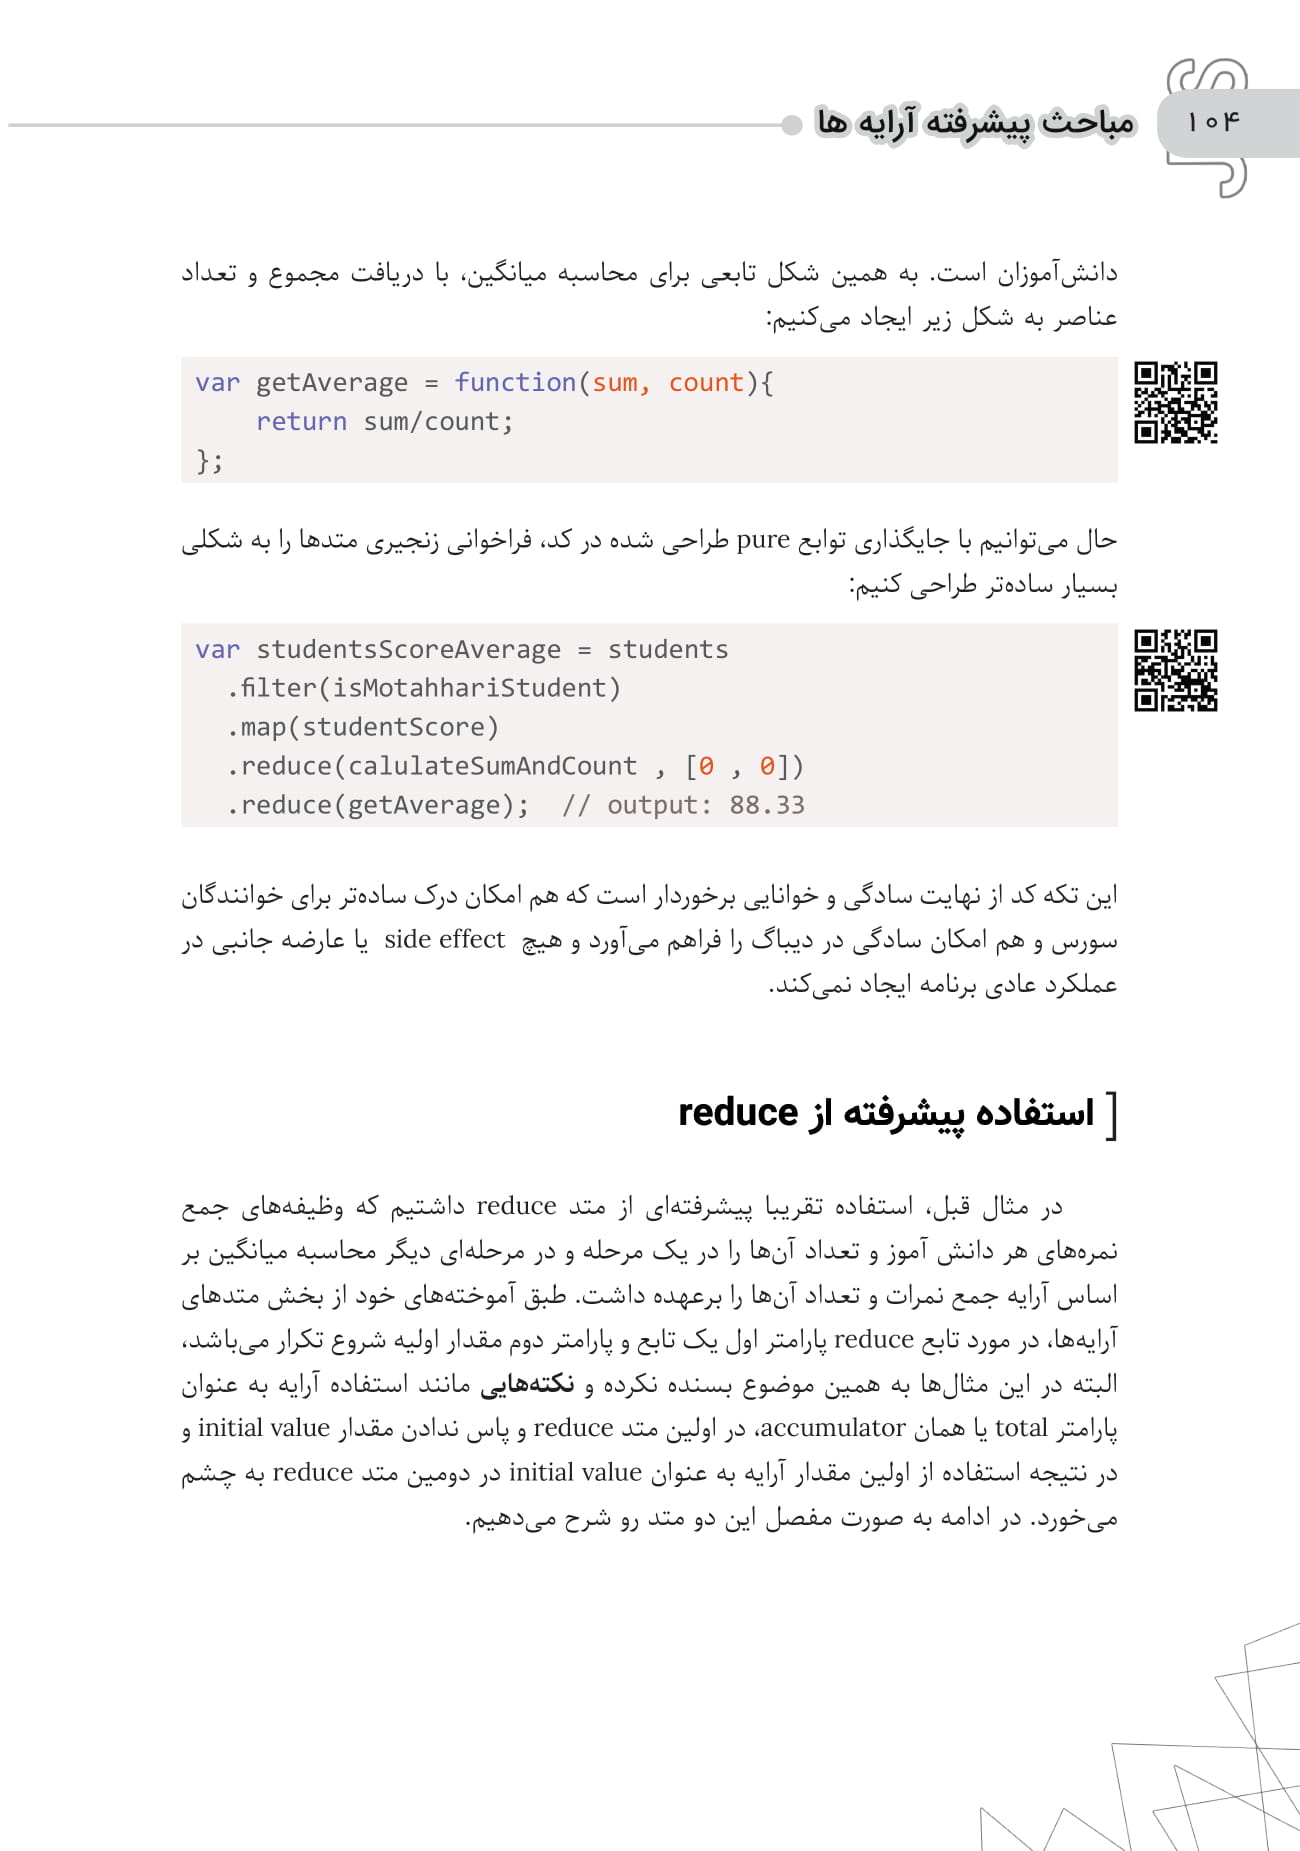 ۱۰۴
مباحث پیشرفته آرایه ها
دانش‌آموزان است. به همین شکل تابعی برای محاسبه میانگین، با دریافت مجموع و تعداد
عناصر به شکل زیر ایجاد می‌کنیم:
var getAverage = function(sum, count){
    return sum/count;
};
حال می‌توانیم با جایگذاری توابع pure طراحی شده در کد، فراخوانی زنجیری متدها را به شکلی
بسیار ساده‌تر طراحی کنیم:
var studentsScoreAverage = students
  .filter(isMotahhariStudent)
  .map(studentScore)
  .reduce(calulateSumAndCount , [0 , 0])
  .reduce(getAverage);  // output: 88.33
این تکه کد از نهایت سادگی و خوانایی برخوردار است که هم امکان درک ساده‌تر برای خوانندگان
سورس و هم امکان سادگی در دیباگ را فراهم می‌آورد و هیچ side effect یا عارضه جانبی در
عملکرد عادی برنامه ایجاد نمی‌کند.
[ استفاده پیشرفته از reduce
در مثال قبل، استفاده تقریبا پیشرفته‌ای از متد reduce داشتیم که وظیفه‌های جمع
نمره‌های هر دانش آموز و تعداد آن‌ها را در یک مرحله و در مرحله‌ای دیگر محاسبه میانگین بر
اساس آرایه جمع نمرات و تعداد آن‌ها را برعهده داشت. طبق آموخته‌های خود از بخش متدهای
آرایه‌ها، در مورد تابع reduce پارامتر اول یک تابع و پارامتر دوم مقدار اولیه شروع تکرار می‌باشد،
البته در این مثال‌ها به همین موضوع بسنده نکرده و نکته‌هایی مانند استفاده آرایه به عنوان
پارامتر total یا همان accumulator، در اولین متد reduce و پاس ندادن مقدار initial value و
در نتیجه استفاده از اولین مقدار آرایه به عنوان initial value در دومین متد reduce به چشم
می‌خورد. در ادامه به صورت مفصل این دو متد رو شرح می‌دهیم.